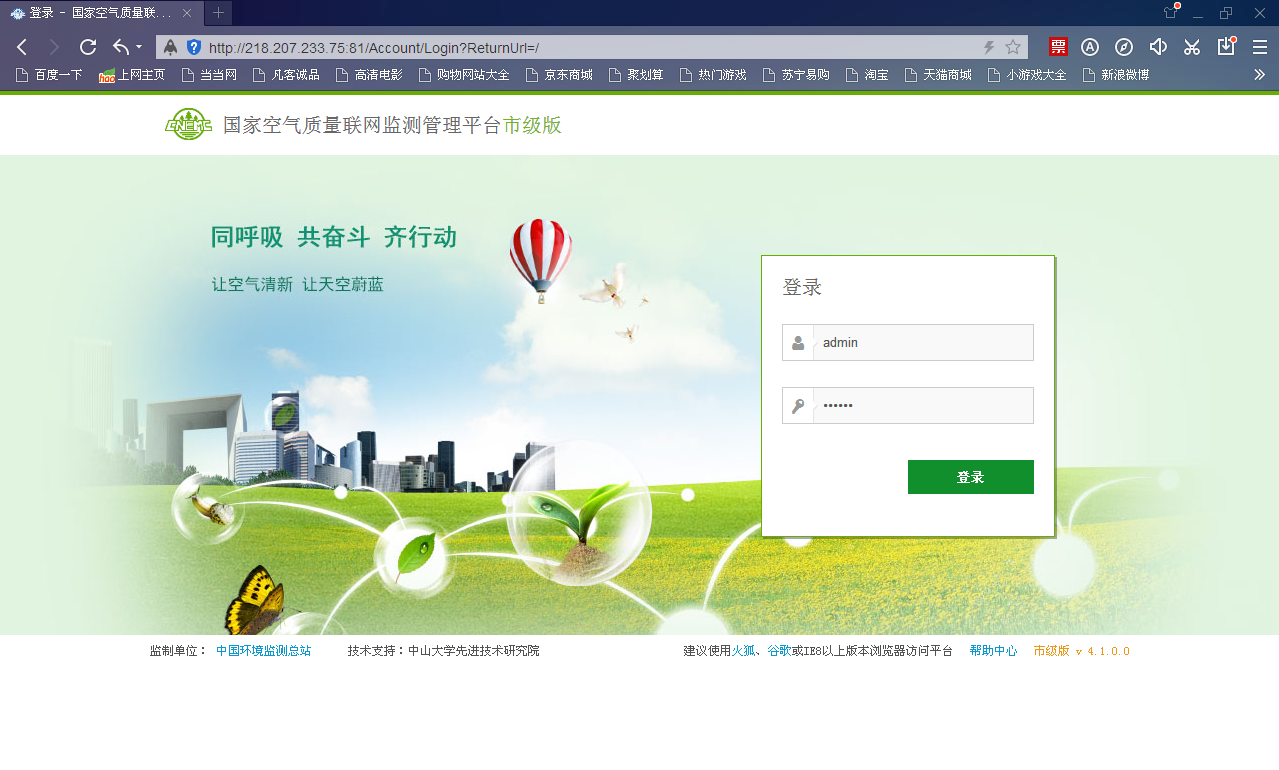 登录 - 国家空气质量联...
http://218.207.233.75:81/Account/Login?ReturnUrl=/
票
百度一下 hao 上网主页 当当网 凡客诚品 高清电影 购物网站大全 京东商城 聚划算 热门游戏 苏宁易购 淘宝 天猫商城 小游戏大全 新浪微博
CNEMC 国家空气质量联网监测管理平台市级版
同呼吸 共奋斗 齐行动
让空气清新 让天空蔚蓝
登录
admin
••••••
登录
监制单位： 中国环境监测总站 技术支持：中山大学先进技术研究院 建议使用火狐、谷歌或IE8以上版本浏览器访问平台 帮助中心 市级版 v 4.1.0.0